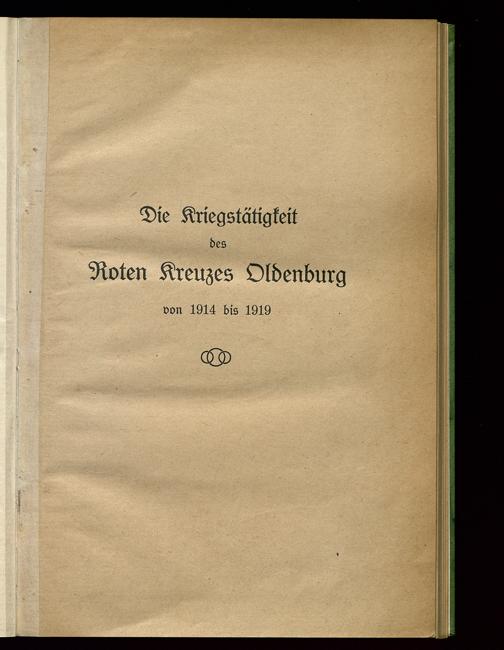 Die Kriegstätigkeit
des
Roten Kreuzes Oldenburg
von 1914 bis 1919